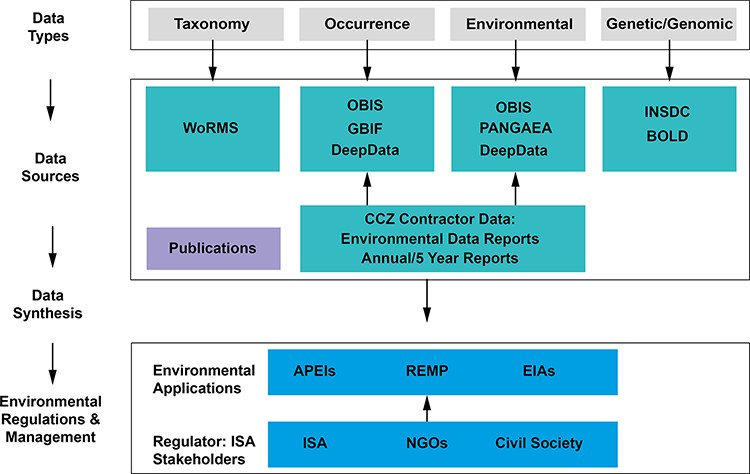 Data
Types
Taxonomy
Occurrence
Environmental
Genetic/Genomic
Data
Sources
WoRMS
OBIS
GBIF
DeepData
OBIS
PANGAEA
DeepData
INSDC
BOLD
Publications
CCZ Contractor Data:
Environmental Data Reports
Annual/5 Year Reports
Data
Synthesis
Environmental
Regulations &
Management
Environmental
Applications
APEIs
REMP
EIAs
Regulator: ISA
Stakeholders
ISA
NGOs
Civil Society